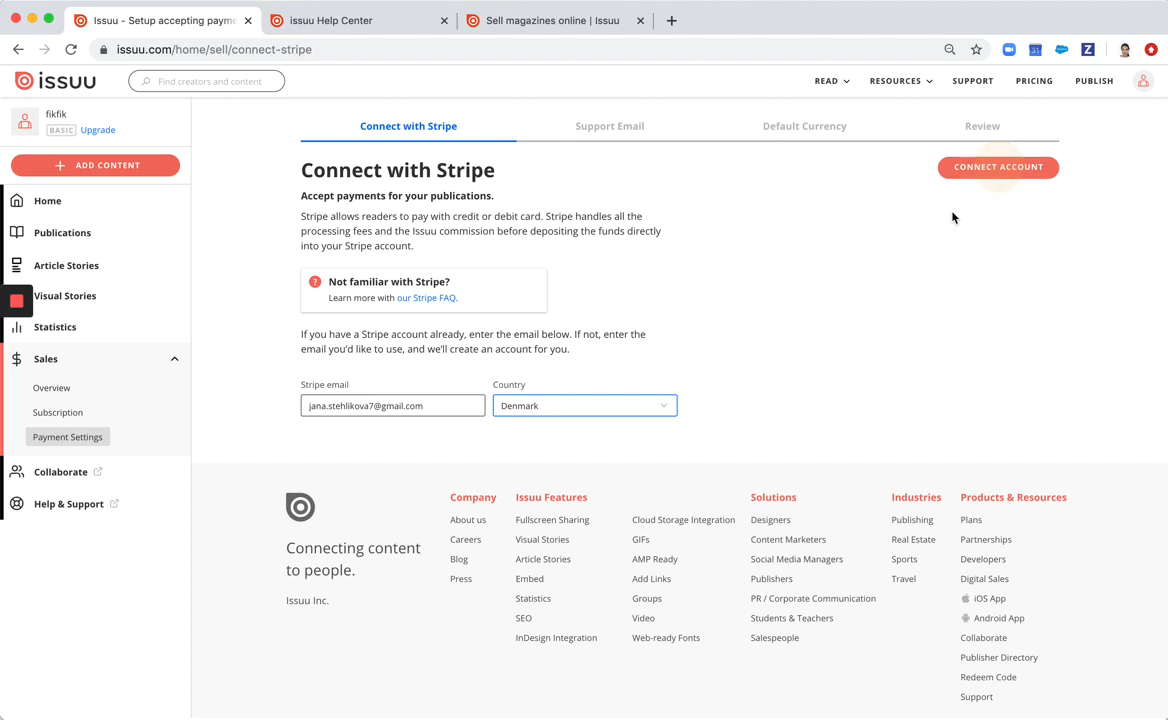 Issuu - Setup accepting payme
issuu Help Center
Sell magazines online | Issuu
issuu.com/home/sell/connect-stripe
31
Z
issuu
Find creators and content
READ
RESOURCES
SUPPORT
PRICING
PUBLISH
fikfik
BASIC Upgrade
ADD CONTENT
Home
Publications
Article Stories
Visual Stories
Statistics
Sales
Overview
Subscription
Payment Settings
Collaborate
Help & Support
Connect with Stripe
Support Email
Default Currency
Review
Connect with Stripe
CONNECT ACCOUNT
Accept payments for your publications.
Stripe allows readers to pay with credit or debit card. Stripe handles all the
processing fees and the Issuu commission before depositing the funds directly
into your Stripe account.
? Not familiar with Stripe?
Learn more with our Stripe FAQ.
If you have a Stripe account already, enter the email below. If not, enter the
email you'd like to use, and we'll create an account for you.
Stripe email
jana.stehlikova7@gmail.com
Country
Denmark
Connecting content
to people.
Issuu Inc.
Company
About us
Careers
Blog
Press
Issuu Features
Fullscreen Sharing
Visual Stories
Article Stories
Embed
Statistics
SEO
InDesign Integration
Cloud Storage Integration
GIFs
AMP Ready
Add Links
Groups
Video
Web-ready Fonts
Solutions
Designers
Content Marketers
Social Media Managers
Publishers
PR / Corporate Communication
Students & Teachers
Salespeople
Industries
Publishing
Real Estate
Sports
Travel
Products & Resources
Plans
Partnerships
Developers
Digital Sales
iOS App
Android App
Collaborate
Publisher Directory
Redeem Code
Support